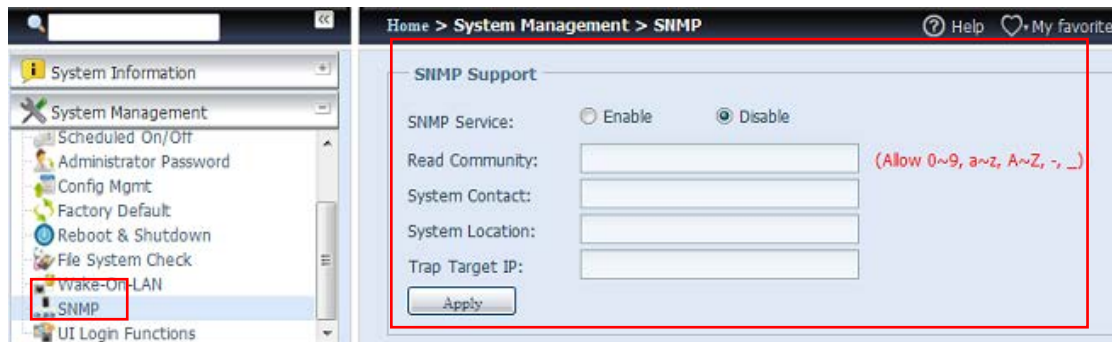 Home > System Management > SNMP
Help
My favorite
System Information
System Management
Scheduled On/Off
Administrator Password
Config Mgmt
Factory Default
Reboot & Shutdown
File System Check
Wake-On-LAN
SNMP
UI Login Functions
SNMP Support
SNMP Service: Enable Disable
Read Community: (Allow 0~9, a~z, A~Z, -, _)
System Contact:
System Location:
Trap Target IP:
Apply